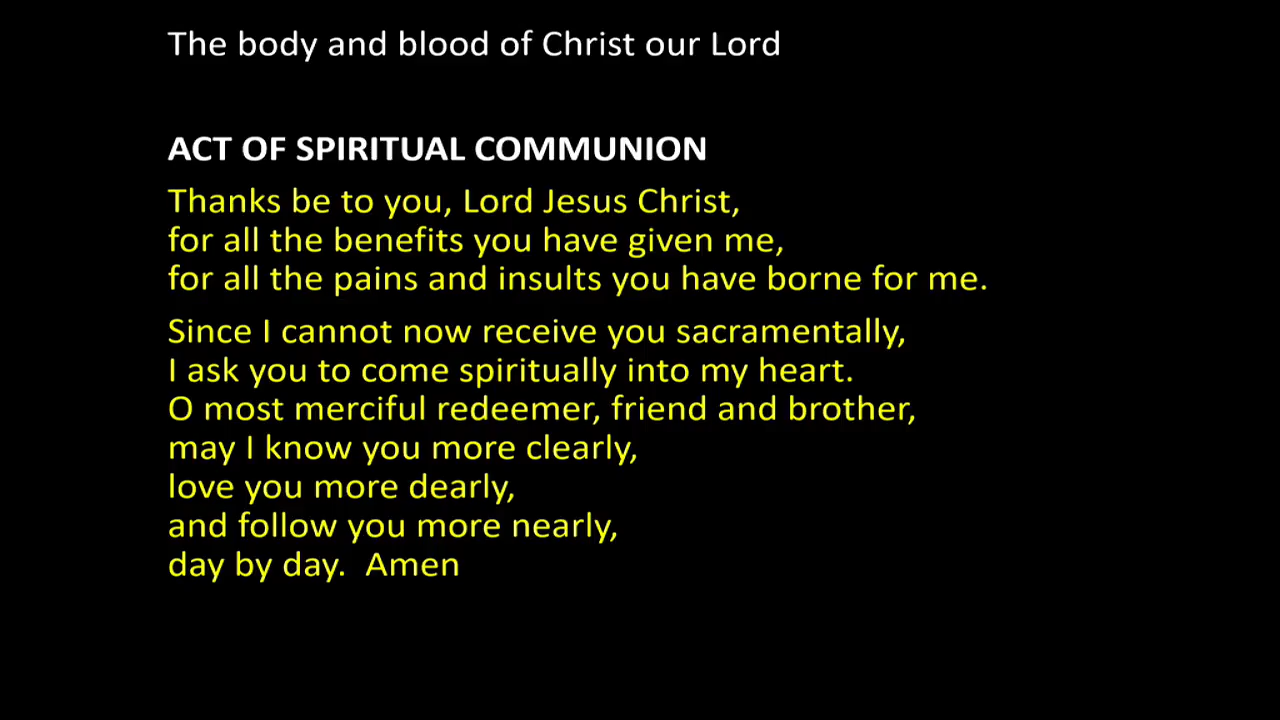 The body and blood of Christ our Lord
ACT OF SPIRITUAL COMMUNION
Thanks be to you, Lord Jesus Christ,
for all the benefits you have given me,
for all the pains and insults you have borne for me.
Since I cannot now receive you sacramentally,
I ask you to come spiritually into my heart.
O most merciful redeemer, friend and brother,
may I know you more clearly,
love you more dearly,
and follow you more nearly,
day by day.  Amen